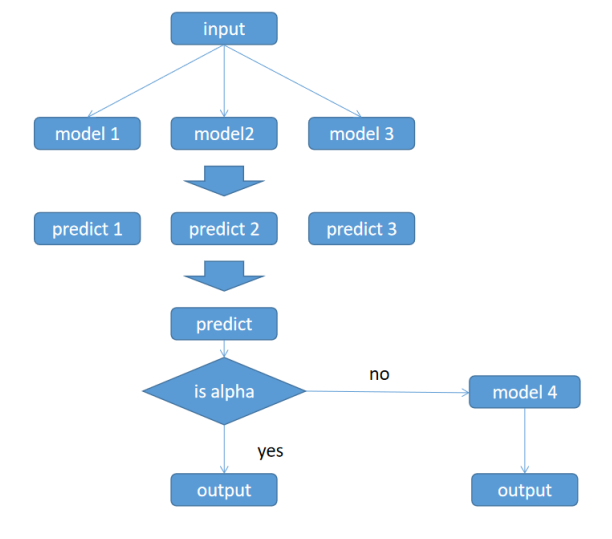 input
model 1
model2
model 3
predict 1
predict 2
predict 3
predict
is alpha
no
model 4
yes
output
output